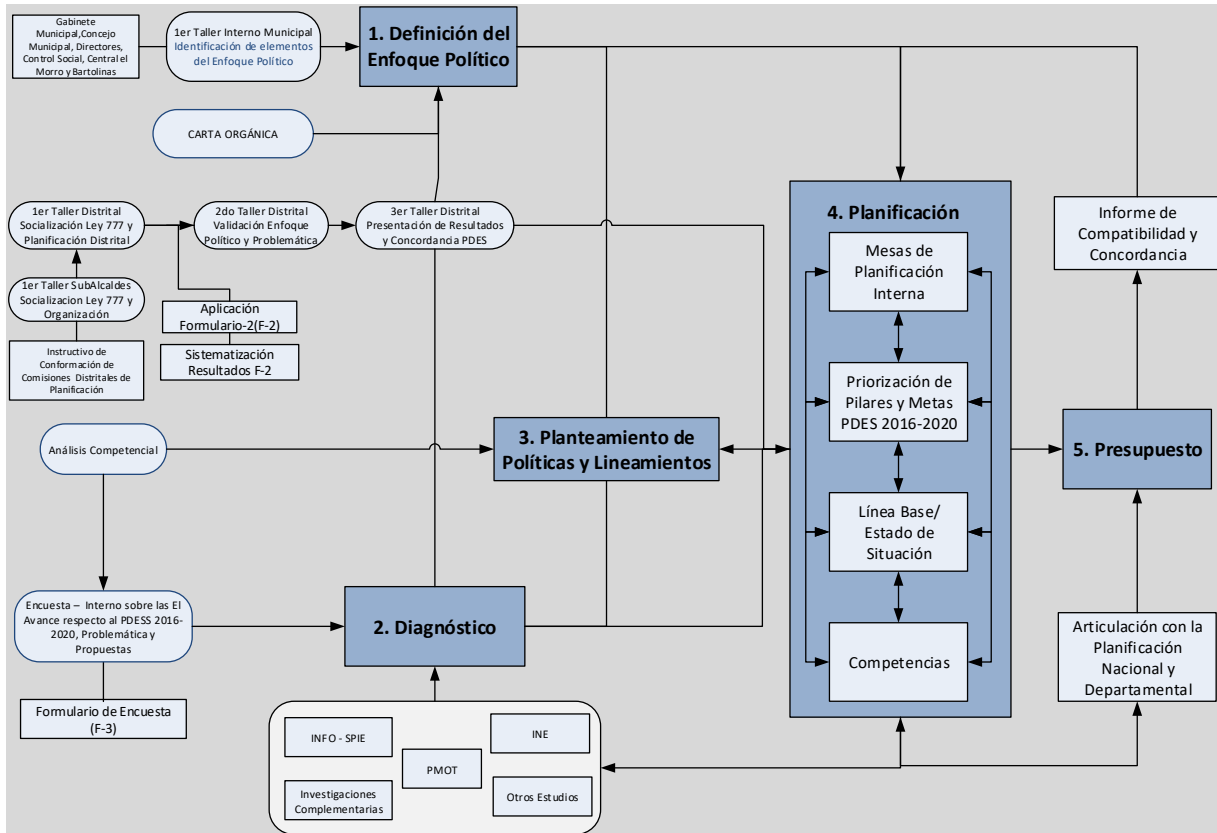 Gabinete
Municipal,Concejo
Municipal, Directores,
Control Social, Central el
Morro y Bartolinas
1er Taller Interno Municipal
Identificación de elementos
del Enfoque Político
1. Definición del
Enfoque Político
CARTA ORGÁNICA
1er Taller Distrital
Socialización Ley 777 y
Planificación Distrital
2do Taller Distrital
Validación Enfoque
Político y Problemática
3er Taller Distrital
Presentación de Resultados
y Concordancia PDES
1er Taller SubAlcaldes
Socializacion Ley 777 y
Organización
Instructivo de
Conformación de
Comisiones Distritales de
Planificación
Aplicación
Formulario-2(F-2)
Sistematización
Resultados F-2
Análisis Competencial
3. Planteamiento de
Políticas y Lineamientos
Encuesta – Interno sobre las El
Avance respecto al PDESS 2016-
2020, Problemática y
Propuestas
Formulario de Encuesta
(F-3)
2. Diagnóstico
INFO - SPIE
INE
PMOT
Investigaciones
Complementarias
Otros Estudios
4. Planificación
Mesas de
Planificación
Interna
Priorización de
Pilares y Metas
PDES 2016-2020
Línea Base/
Estado de
Situación
Competencias
Informe de
Compatibilidad y
Concordancia
5. Presupuesto
Articulación con la
Planificación
Nacional y
Departamental